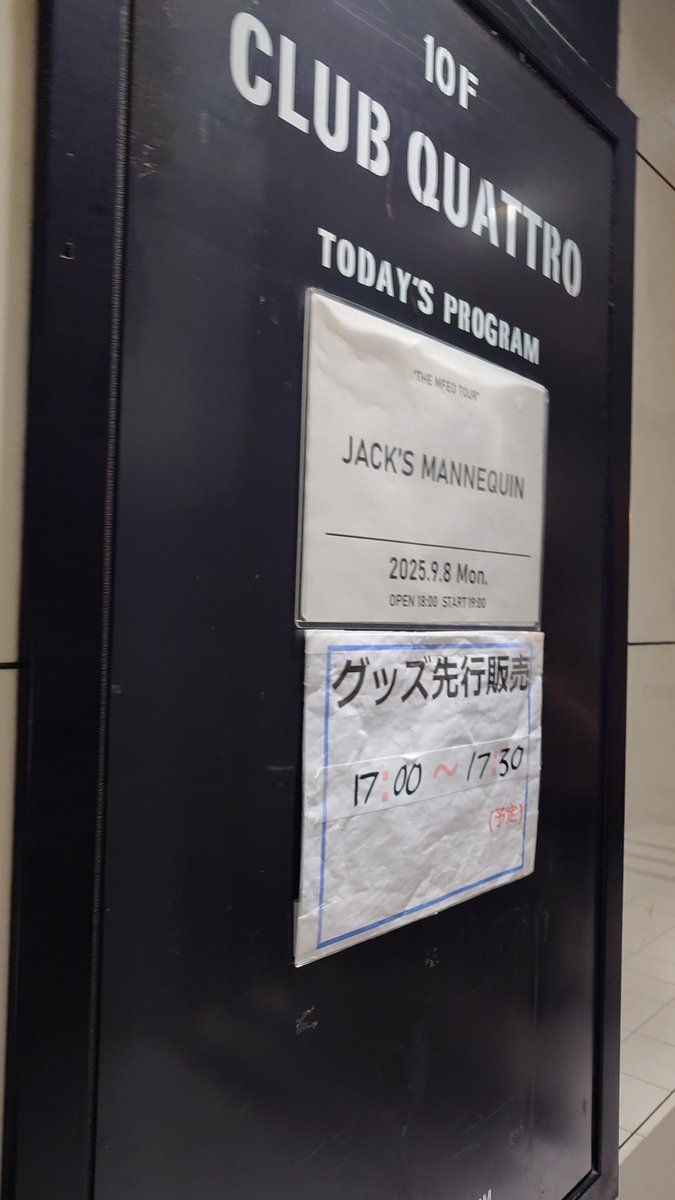 10F
CLUB QUATTRO
TODAY'S PROGRAM
"THE MFEO TOUR"
JACK'S MANNEQUIN
2025.9.8 Mon.
OPEN 18:00 START 19:00
グッズ先行販売
17:00 ~ 17:30
(予定)